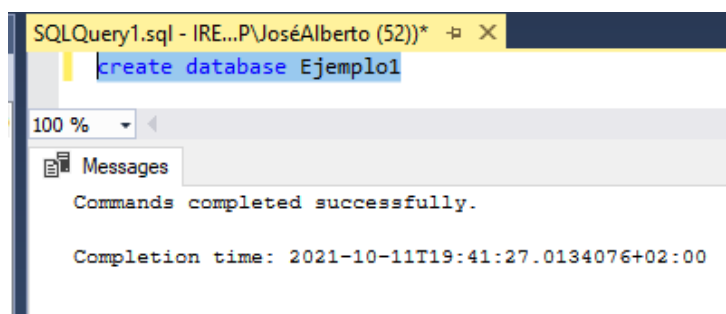 SQLQuery1.sql - IRE...P\JoséAlberto (52))*
create database Ejemplo1
100 %
Messages
Commands completed successfully.
Completion time: 2021-10-11T19:41:27.0134076+02:00